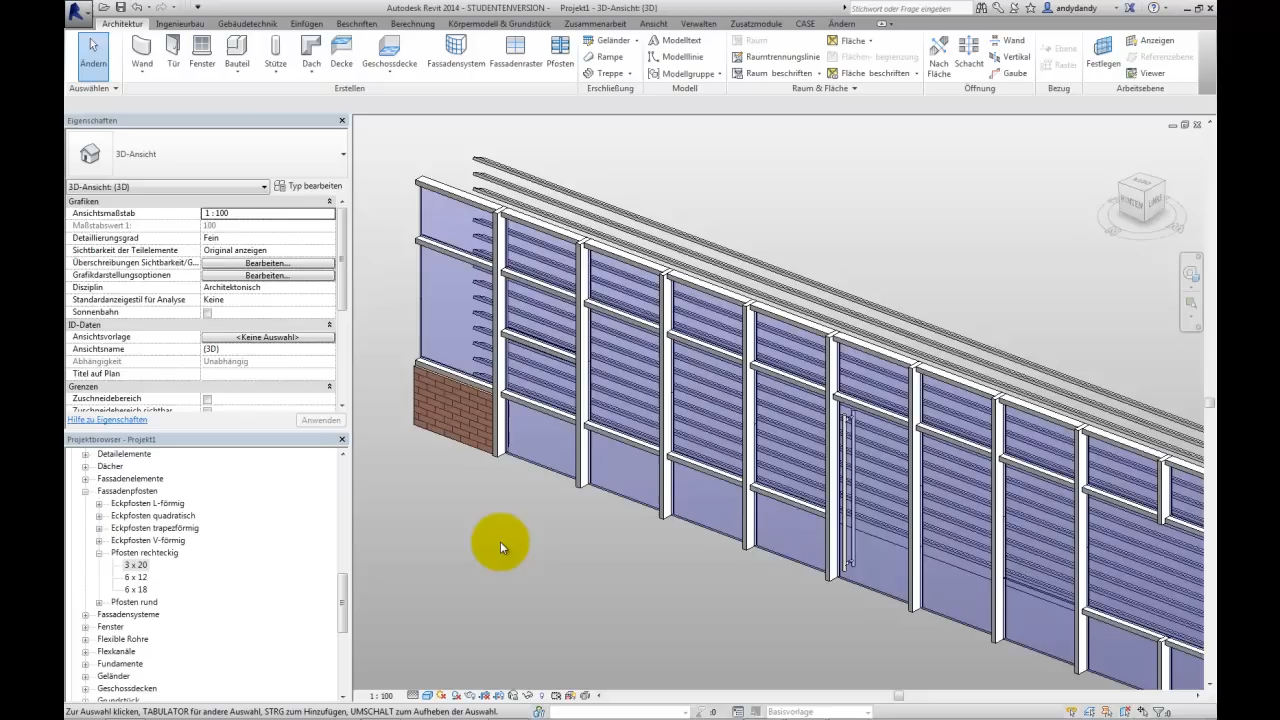 Autodesk Revit 2014 - STUDENTENVERSION - Projekt1 - 3D-Ansicht: {3D}
Stichwort oder Frage eingeben
andydandy
Architektur Ingenieurbau Gebäudetechnik Einfügen Beschriften Berechnung Körpermodell & Grundstück Zusammenarbeit Ansicht Verwalten Zusatzmodule CASE Ändern
Ändern Wand Tür Fenster Bauteil Stütze Dach Decke Geschossdecke Fassadensystem Fassadenraster Pfosten
Geländer
Rampe
Treppe
Modelltext
Modelllinie
Modellgruppe
Raum
Raumtrennungslinie
Raum beschriften
Fläche
Flächen- begrenzung
Fläche beschriften
Nach Fläche
Schacht
Wand
Vertikal
Gaube
Ebene
Raster
Festlegen
Anzeigen
Referenzebene
Viewer
Auswählen Erstellen Erschließung Modell Raum & Fläche Öffnung Bezug Arbeitsebene
Eigenschaften
3D-Ansicht
3D-Ansicht: {3D} Typ bearbeiten
Grafiken
Ansichtsmaßstab 1 : 100
Maßstabswert 1: 100
Detaillierungsgrad Fein
Sichtbarkeit der Teilelemente Original anzeigen
Überschreibungen Sichtbarkeit/G... Bearbeiten...
Grafikdarstellungsoptionen Bearbeiten...
Disziplin Architektonisch
Standardanzeigestil für Analyse Keine
Sonnenbahn
ID-Daten
Ansichtsvorlage <Keine Auswahl>
Ansichtsname {3D}
Abhängigkeit Unabhängig
Titel auf Plan
Grenzen
Zuschneidebereich
Zuschneidebereich sichtbar
Hilfe zu Eigenschaften Anwenden
Projektbrowser - Projekt1
Detailelemente
Dächer
Fassadenelemente
Fassadenpfosten
Eckpfosten L-förmig
Eckpfosten quadratisch
Eckpfosten trapezförmig
Eckpfosten V-förmig
Pfosten rechteckig
3 x 20
6 x 12
6 x 18
Pfosten rund
Fassadensysteme
Fenster
Flexible Rohre
Flexkanäle
Fundamente
Geländer
Geschossdecken
Grundstück
HINTEN LINKS
1 : 100
Zur Auswahl klicken, TABULATOR für andere Auswahl, STRG zum Hinzufügen, UMSCHALT zum Aufheben der Auswahl.
:0
Basisvorlage
:0